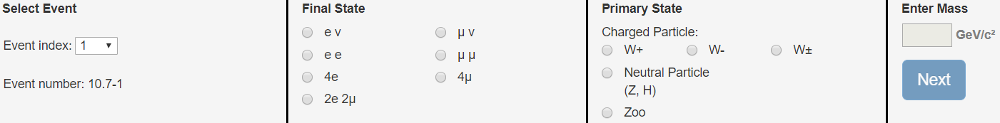 Select Event
Event index: 1
Event number: 10.7-1
Final State
e ν
μ ν
e e
μ μ
4e
4μ
2e 2μ
Primary State
Charged Particle:
W+
W-
W±
Neutral Particle
(Z, H)
Zoo
Enter Mass
GeV/c²
Next